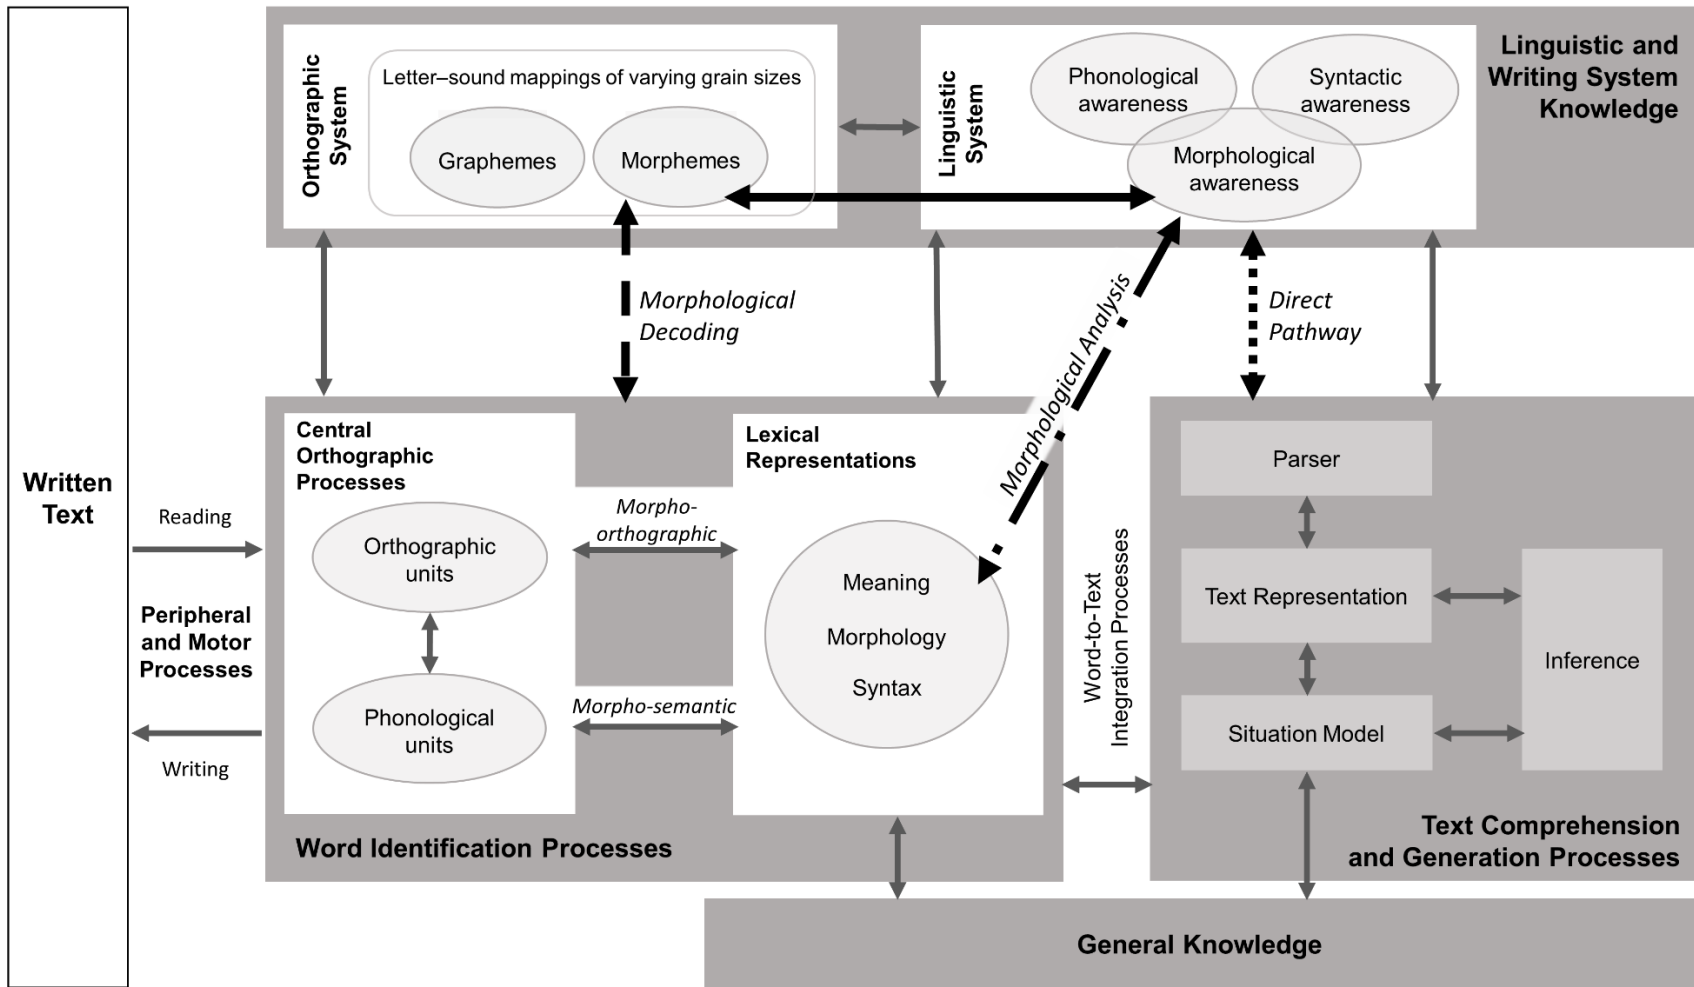 Linguistic and
Writing System
Knowledge
Orthographic
System
Letter–sound mappings of varying grain sizes
Graphemes
Morphemes
Linguistic
System
Phonological
awareness
Syntactic
awareness
Morphological
awareness
Morphological
Decoding
Morphological Analysis
Direct
Pathway
Written
Text
Reading
Peripheral
and Motor
Processes
Writing
Central
Orthographic
Processes
Orthographic
units
Phonological
units
Morpho-
orthographic
Morpho-semantic
Lexical
Representations
Meaning
Morphology
Syntax
Word Identification Processes
Word-to-Text
Integration Processes
Parser
Text Representation
Situation Model
Inference
Text Comprehension
and Generation Processes
General Knowledge